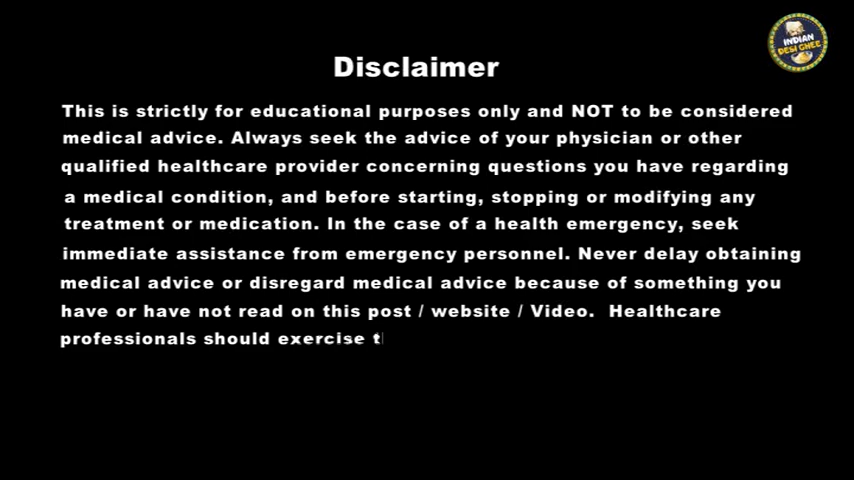 INDIAN
DESI GHEE
Disclaimer
This is strictly for educational purposes only and NOT to be considered
medical advice. Always seek the advice of your physician or other
qualified healthcare provider concerning questions you have regarding
a medical condition, and before starting, stopping or modifying any
treatment or medication. In the case of a health emergency, seek
immediate assistance from emergency personnel. Never delay obtaining
medical advice or disregard medical advice because of something you
have or have not read on this post / website / Video. Healthcare
professionals should exercise t